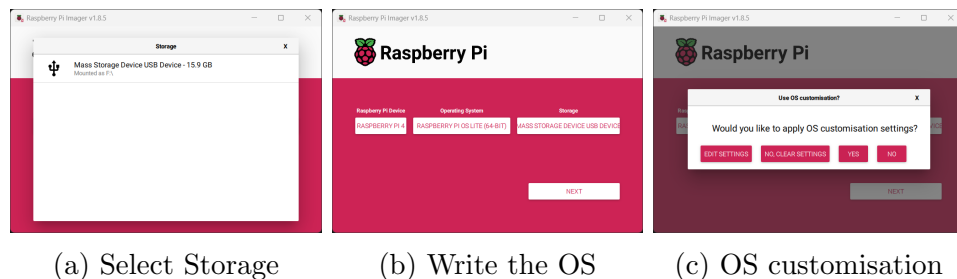 Raspberry Pi Imager v1.8.5
Storage
X
Mass Storage Device USB Device - 15.9 GB
Mounted as F:\
(a) Select Storage
Raspberry Pi Imager v1.8.5
Raspberry Pi
Raspberry Pi Device
Operating System
Storage
RASPBERRY PI 4
RASPBERRY PI OS LITE (64-BIT)
MASS STORAGE DEVICE USB DEVICE
NEXT
(b) Write the OS
Raspberry Pi Imager v1.8.5
Raspberry Pi
Use OS customisation?
X
Would you like to apply OS customisation settings?
EDIT SETTINGS
NO, CLEAR SETTINGS
YES
NO
NEXT
(c) OS customisation